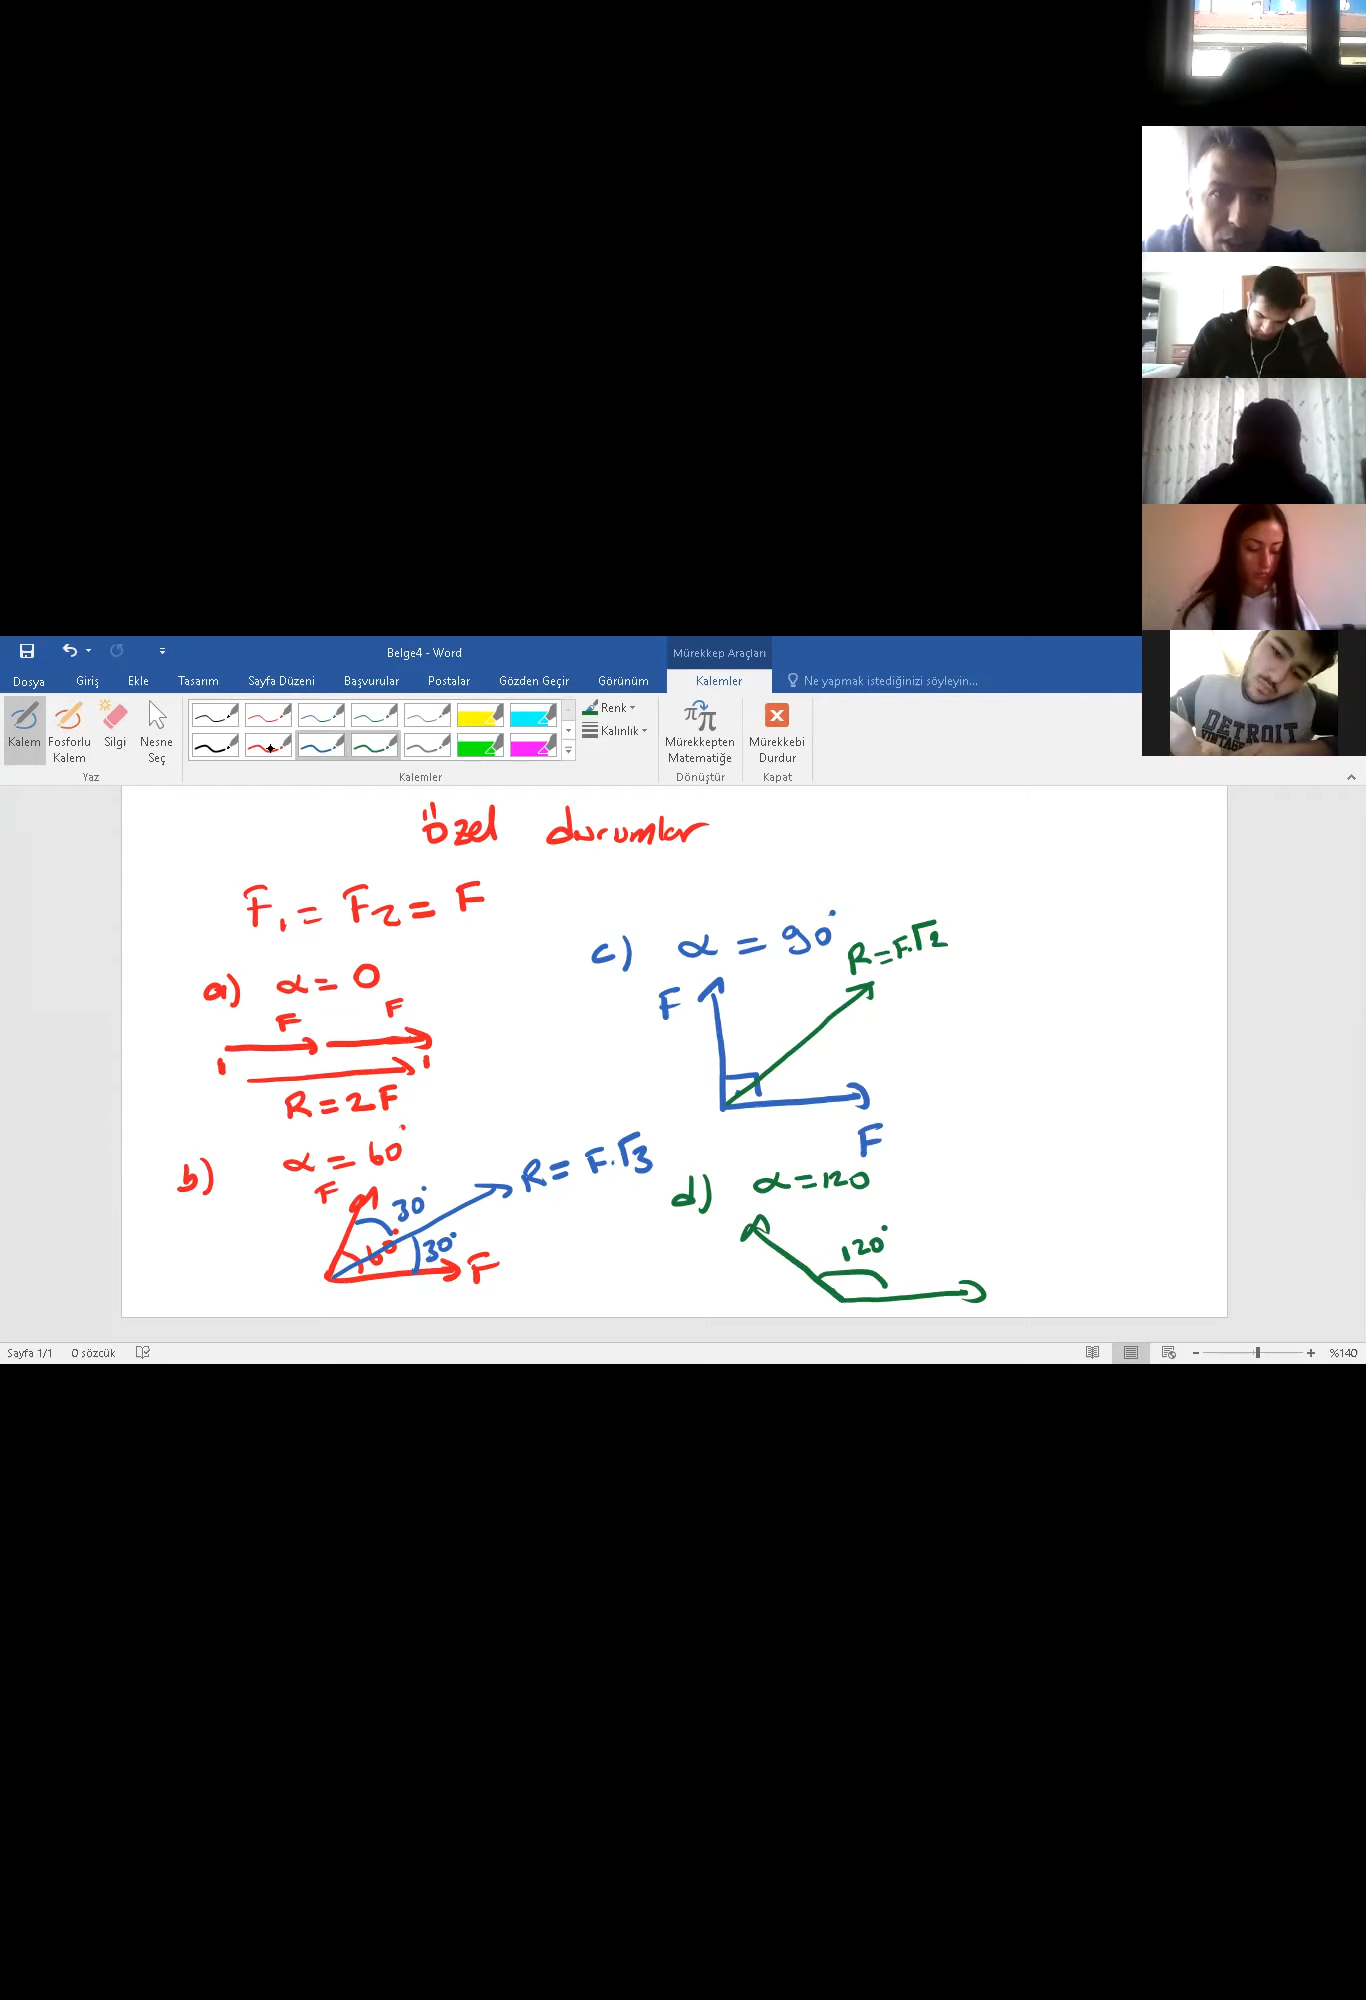 Belge4 - Word
Mürekkep Araçları
Dosya Giriş Ekle Tasarım Sayfa Düzeni Başvurular Postalar Gözden Geçir Görünüm Kalemler Ne yapmak istediğinizi söyleyin...
Kalem Fosforlu Kalem Silgi Nesne Seç
Renk
Kalınlık
Mürekkepten Matematiğe
Mürekkebi Durdur
Yaz Kalemler Dönüştür Kapat
DETROIT
VINTAGE
özel durumlar
F₁ = F₂ = F
a) α = 0
F F
R = 2F
b) α = 60°
F
30°
60°
30°
F
R = F.√3
c) α = 90°
R = F.√2
F
F
d) α = 120
120°
Sayfa 1/1 0 sözcük %140